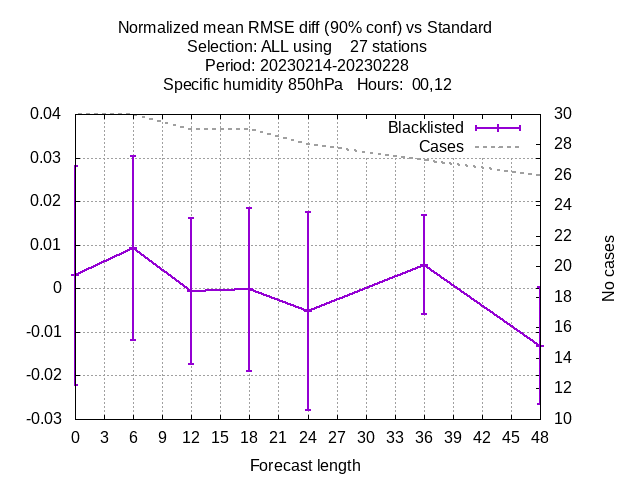 Normalized mean RMSE diff (90% conf) vs Standard
Selection: ALL using    27 stations
Period: 20230214-20230228
Specific humidity 850hPa   Hours:  00,12
Blacklisted
Cases
0.04
0.03
0.02
0.01
0
-0.01
-0.02
-0.03
30
28
26
24
22
20
18
16
14
12
10
No cases
0 3 6 9 12 15 18 21 24 27 30 33 36 39 42 45 48
Forecast length